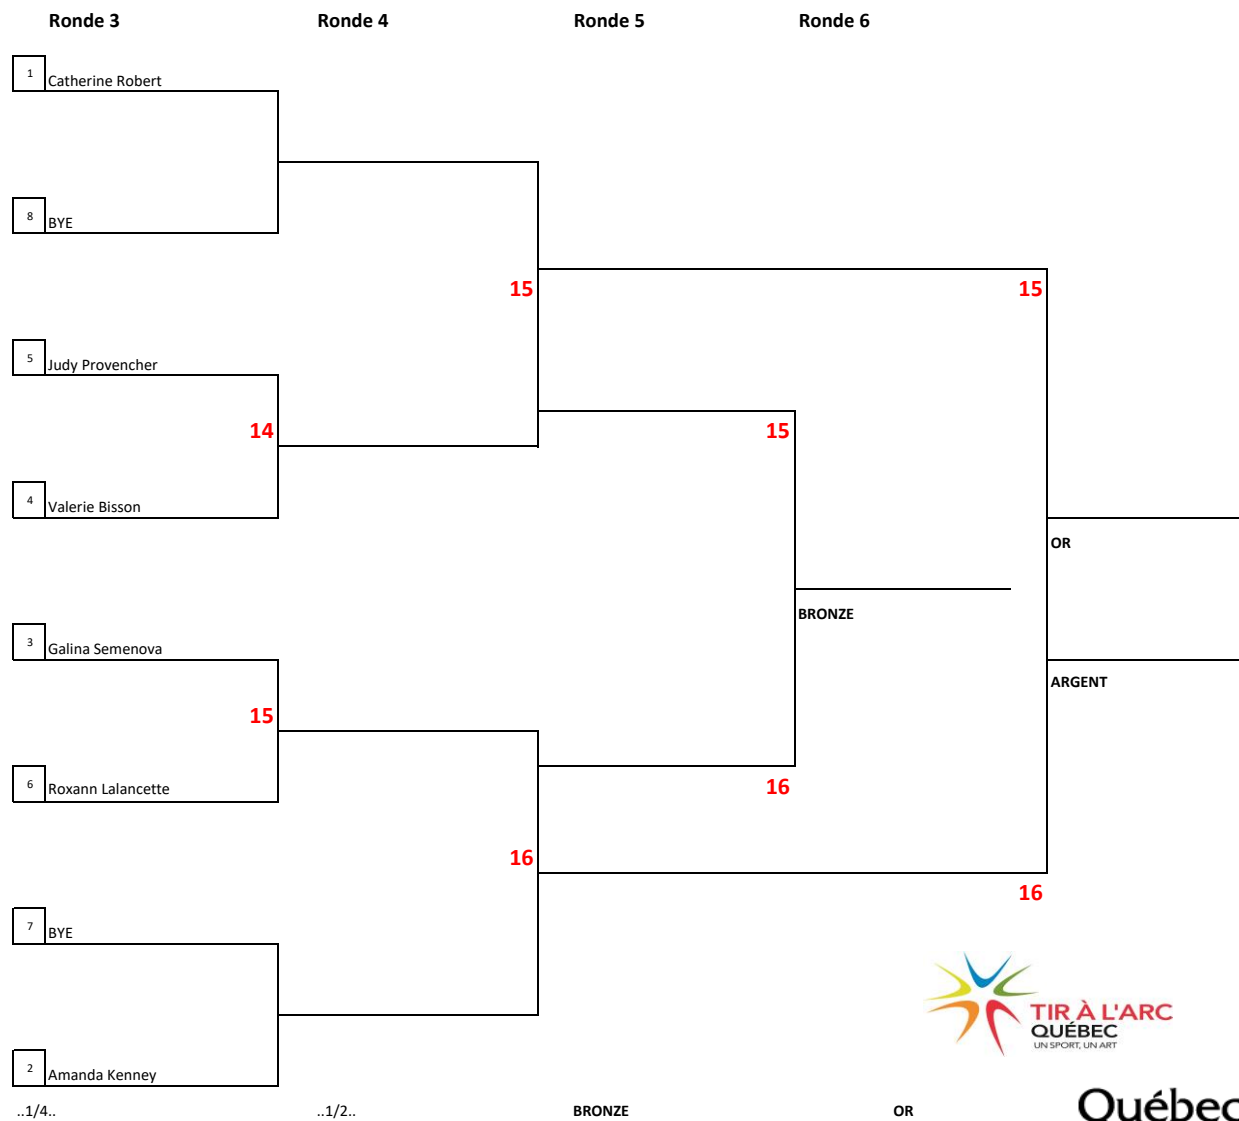 Ronde 3 Ronde 4 Ronde 5 Ronde 6
1 Catherine Robert
8 BYE
15 15
5 Judy Provencher
14 15
4 Valerie Bisson
OR
BRONZE
3 Galina Semenova
ARGENT
15
6 Roxann Lalancette
16
16
16
7 BYE
TIR À L'ARC
QUÉBEC
UN SPORT, UN ART
2 Amanda Kenney
..1/4.. ..1/2.. BRONZE OR
Québec